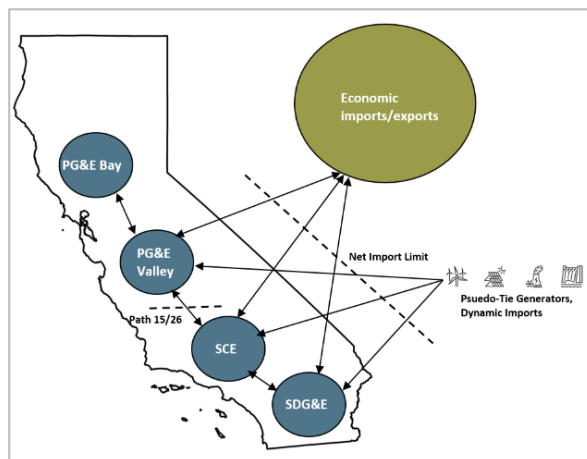 Economic
imports/exports
PG&E Bay
PG&E
Valley
Net Import Limit
Psuedo-Tie Generators,
Dynamic Imports
Path 15/26
SCE
SDG&E